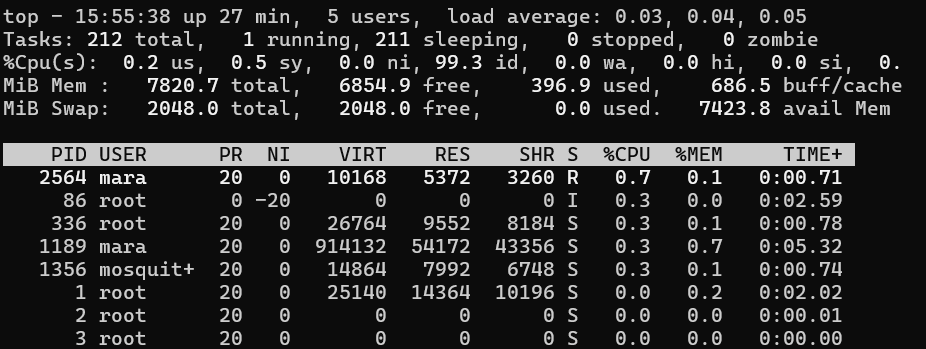 top - 15:55:38 up 27 min,  5 users,  load average: 0.03, 0.04, 0.05
Tasks: 212 total,   1 running, 211 sleeping,   0 stopped,   0 zombie
%Cpu(s):  0.2 us,  0.5 sy,  0.0 ni, 99.3 id,  0.0 wa,  0.0 hi,  0.0 si,  0.
MiB Mem :   7820.7 total,   6854.9 free,    396.9 used,    686.5 buff/cache
MiB Swap:   2048.0 total,   2048.0 free,      0.0 used.   7423.8 avail Mem

    PID USER      PR  NI    VIRT    RES    SHR S  %CPU  %MEM     TIME+
   2564 mara      20   0   10168   5372   3260 R   0.7   0.1   0:00.71
     86 root       0 -20       0      0      0 I   0.3   0.0   0:02.59
    336 root      20   0   26764   9552   8184 S   0.3   0.1   0:00.78
   1189 mara      20   0  914132  54172  43356 S   0.3   0.7   0:05.32
   1356 mosquit+  20   0   14864   7992   6748 S   0.3   0.1   0:00.74
      1 root      20   0   25140  14364  10196 S   0.0   0.2   0:02.02
      2 root      20   0       0      0      0 S   0.0   0.0   0:00.01
      3 root      20   0       0      0      0 S   0.0   0.0   0:00.00